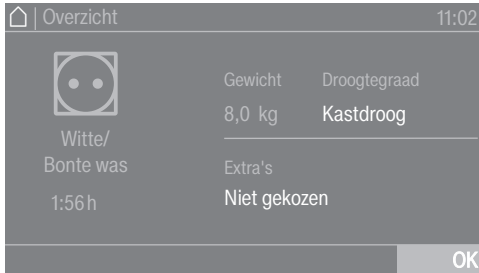 Overzicht
11:02
Witte/
Bonte was
1:56 h
Gewicht
Droogtegraad
8,0 kg
Kastdroog
Extra's
Niet gekozen
OK